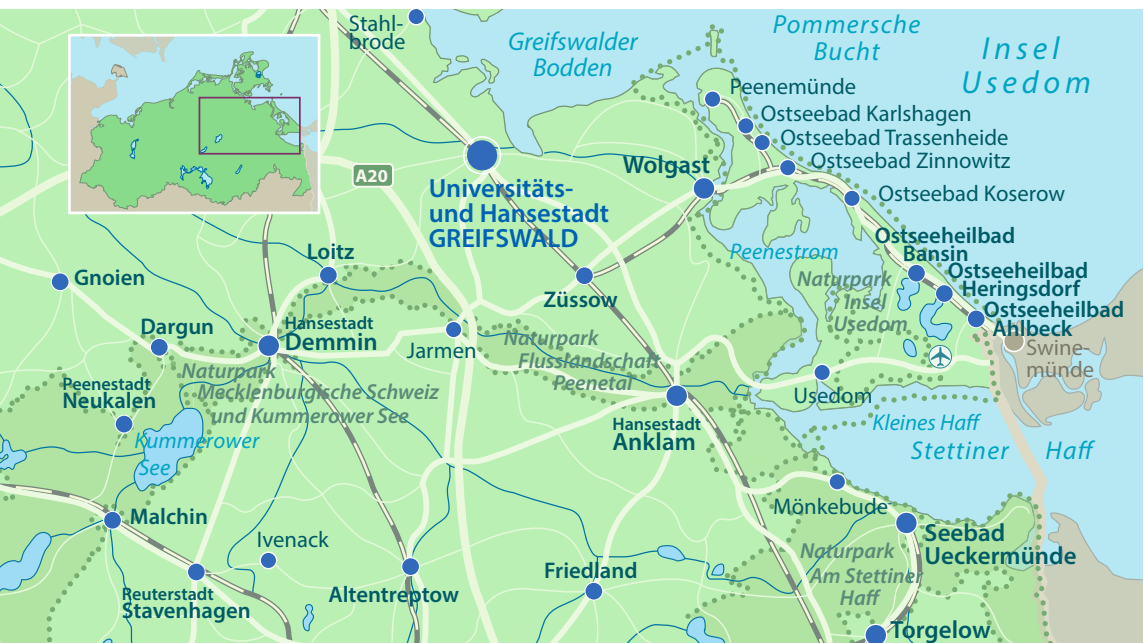 Stahl-
brode
Greifswalder
Bodden
Pommersche
Bucht
Insel
Usedom
Peenemünde
Ostseebad Karlshagen
Ostseebad Trassenheide
Ostseebad Zinnowitz
Wolgast
A20
Universitäts-
und Hansestadt
GREIFSWALD
Ostseebad Koserow
Peenestrom
Ostseeheilbad
Bansin
Ostseeheilbad
Heringsdorf
Ostseeheilbad
Ahlbeck
Naturpark
Insel
Usedom
Swine-
münde
Loitz
Gnoien
Züssow
Dargun
Hansestadt
Demmin
Jarmen
Naturpark
Flusslandschaft
Peenetal
Naturpark
Mecklenburgische Schweiz
und Kummerower See
Peenestadt
Neukalen
Usedom
Kummerower
See
Hansestadt
Anklam
Kleines Haff
Stettiner Haff
Malchin
Mönkebude
Seebad
Ueckermünde
Ivenack
Naturpark
Am Stettiner
Haff
Reuterstadt
Stavenhagen
Altentreptow
Friedland
Torgelow